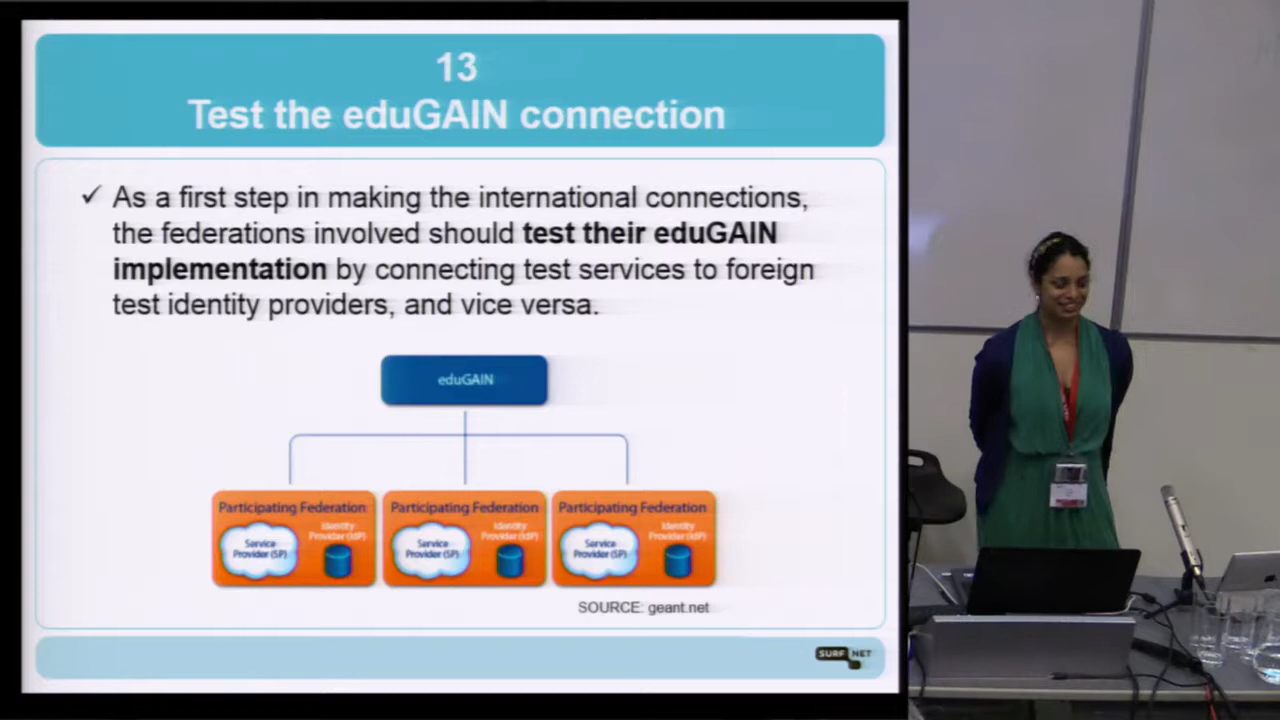 13
Test the eduGAIN connection
✓ As a first step in making the international connections,
the federations involved should test their eduGAIN
implementation by connecting test services to foreign
test identity providers, and vice versa.
eduGAIN
Participating Federation
Service
Provider (SP)
Identity
Provider (IdP)
Participating Federation
Service
Provider (SP)
Identity
Provider (IdP)
Participating Federation
Service
Provider (SP)
Identity
Provider (IdP)
SOURCE: geant.net
SURF NET